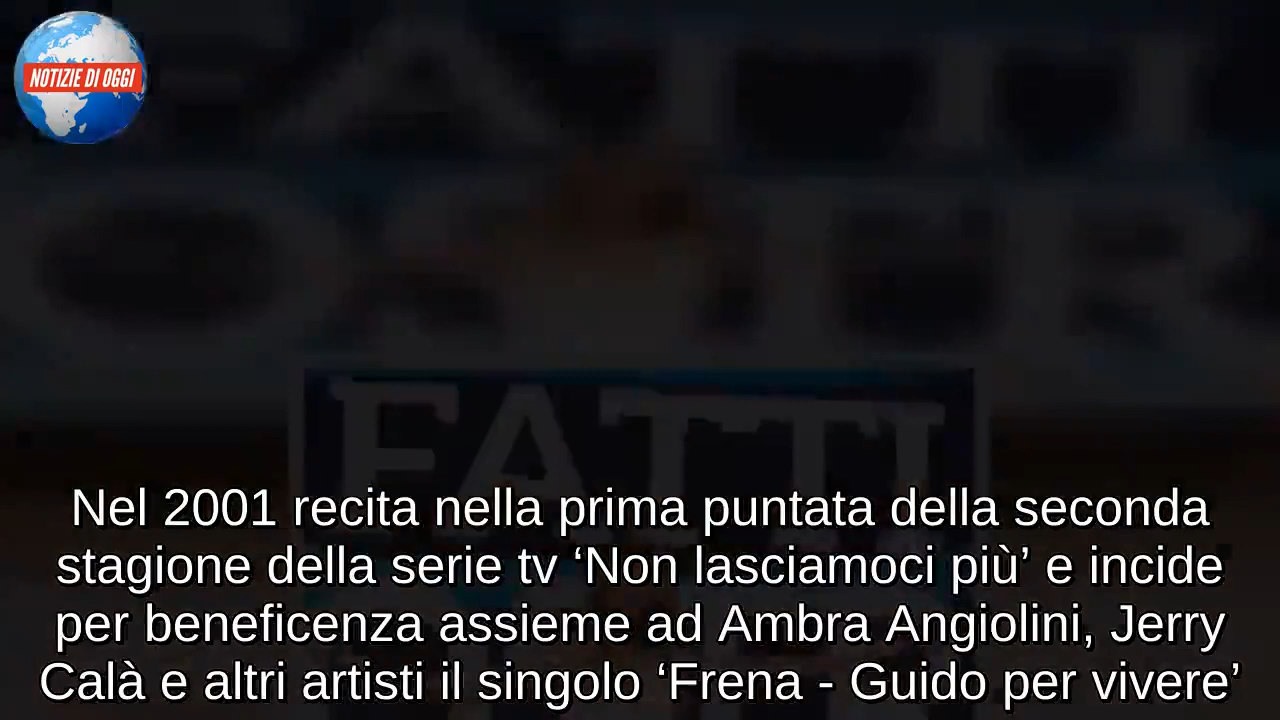 NOTIZIE DI OGGI
FATTI
Nel 2001 recita nella prima puntata della seconda
stagione della serie tv ‘Non lasciamoci più’ e incide
per beneficenza assieme ad Ambra Angiolini, Jerry
Calà e altri artisti il singolo ‘Frena - Guido per vivere’